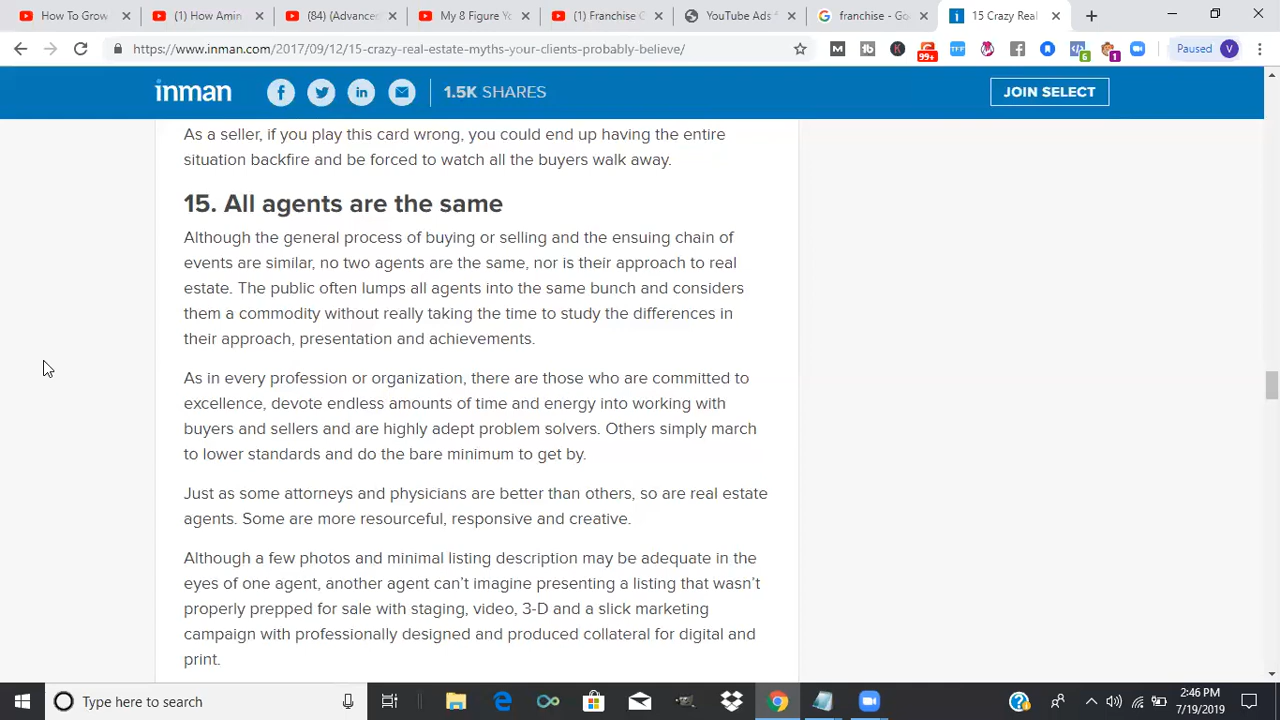 How To Grow
(1) How Amin
(84) (Advance
My 8 Figure Y
(1) Franchise C
YouTube Ads
franchise - Goo
15 Crazy Real
https://www.inman.com/2017/09/12/15-crazy-real-estate-myths-your-clients-probably-believe/
99+
TFP
6
1
Paused
V
inman
1.5K SHARES
JOIN SELECT
As a seller, if you play this card wrong, you could end up having the entire
situation backfire and be forced to watch all the buyers walk away.
15. All agents are the same
Although the general process of buying or selling and the ensuing chain of
events are similar, no two agents are the same, nor is their approach to real
estate. The public often lumps all agents into the same bunch and considers
them a commodity without really taking the time to study the differences in
their approach, presentation and achievements.
As in every profession or organization, there are those who are committed to
excellence, devote endless amounts of time and energy into working with
buyers and sellers and are highly adept problem solvers. Others simply march
to lower standards and do the bare minimum to get by.
Just as some attorneys and physicians are better than others, so are real estate
agents. Some are more resourceful, responsive and creative.
Although a few photos and minimal listing description may be adequate in the
eyes of one agent, another agent can’t imagine presenting a listing that wasn’t
properly prepped for sale with staging, video, 3-D and a slick marketing
campaign with professionally designed and produced collateral for digital and
print.
Type here to search
2:46 PM
7/19/2019